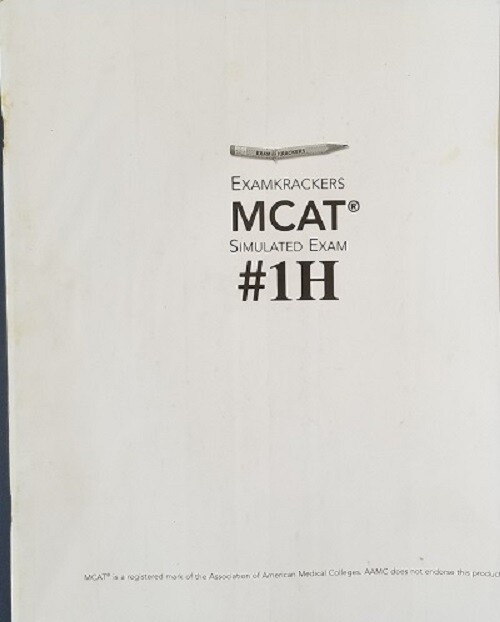 EXAMKRACKERS
EXAMKRACKERS
MCAT®
SIMULATED EXAM
#1H
MCAT® is a registered mark of the Association of American Medical Colleges. AAMC does not endorse this product